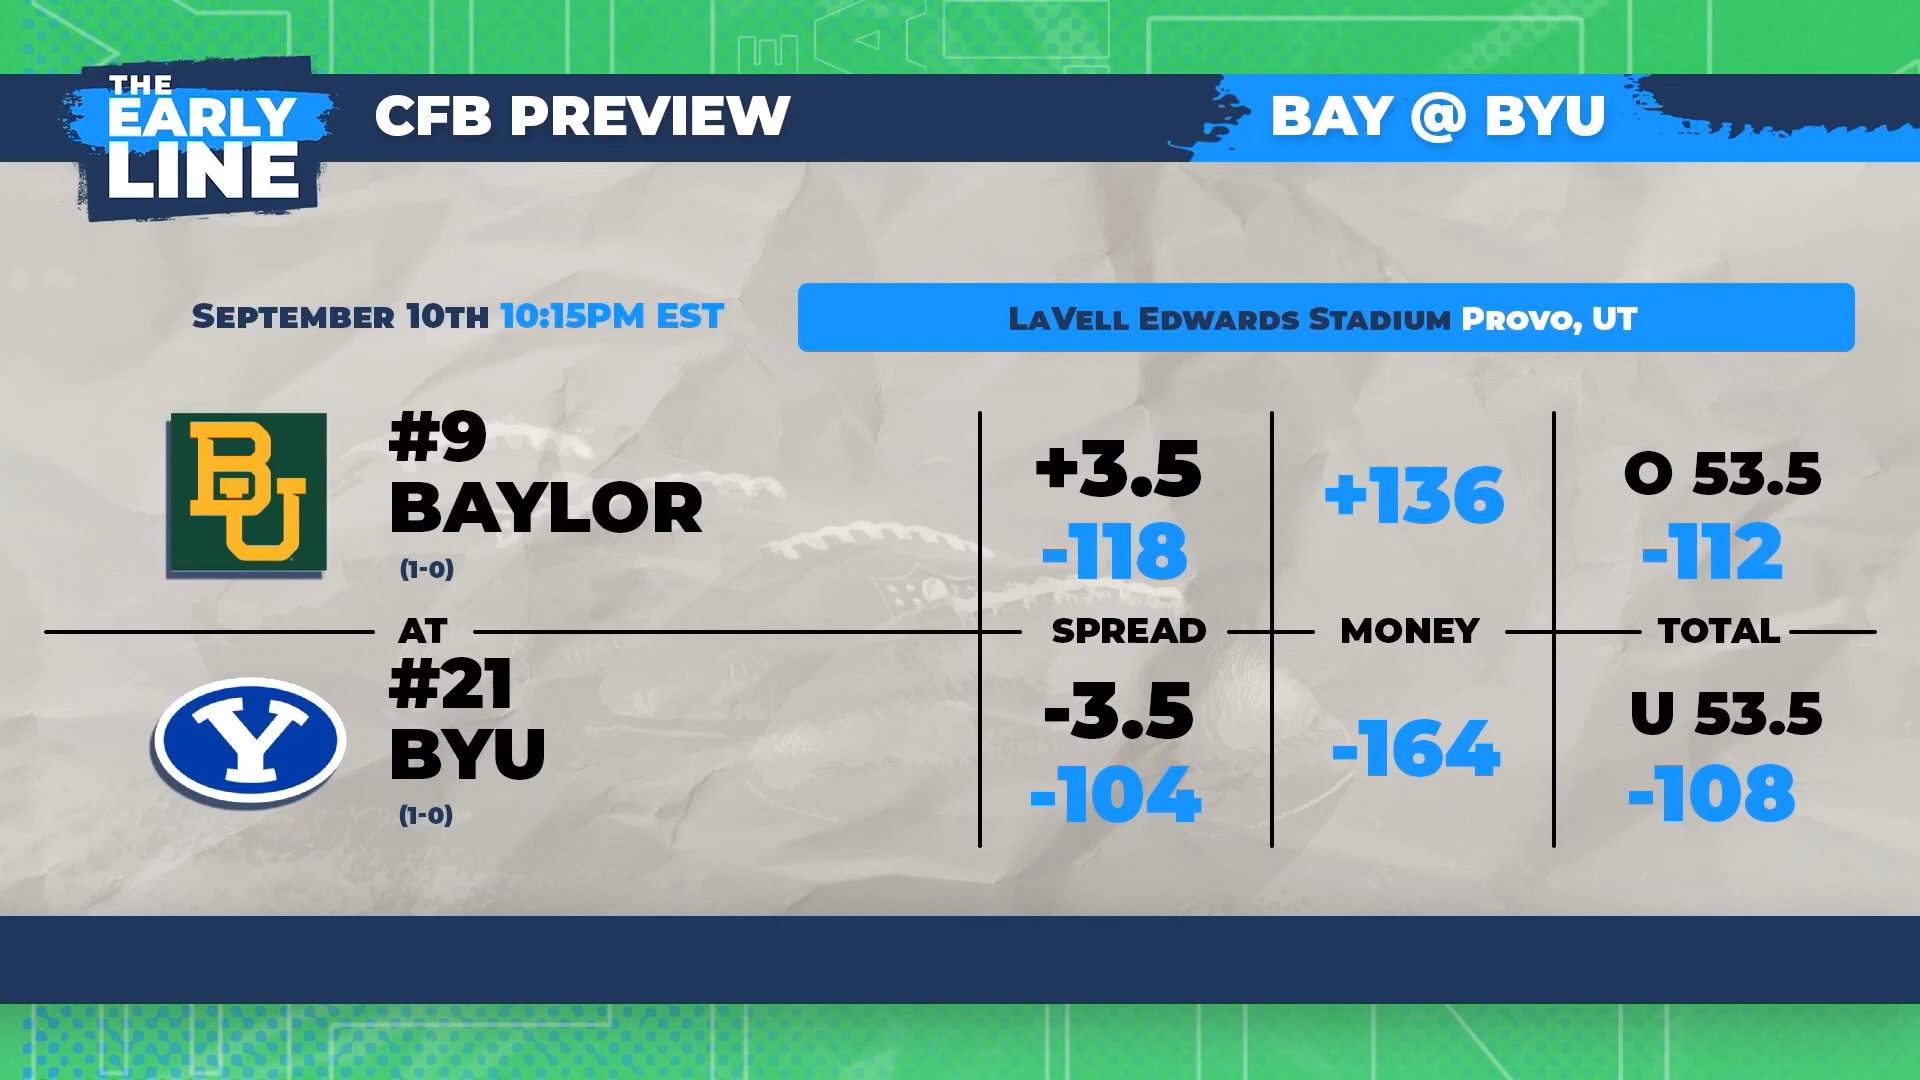 THE
EARLY
LINE
CFB PREVIEW
BAY @ BYU
SEPTEMBER 10TH 10:15PM EST
LAVELL EDWARDS STADIUM PROVO, UT
BU
#9
BAYLOR
(1-0)
+3.5
-118
+136
O 53.5
-112
AT
SPREAD
MONEY
TOTAL
Y
#21
BYU
(1-0)
-3.5
-104
-164
U 53.5
-108